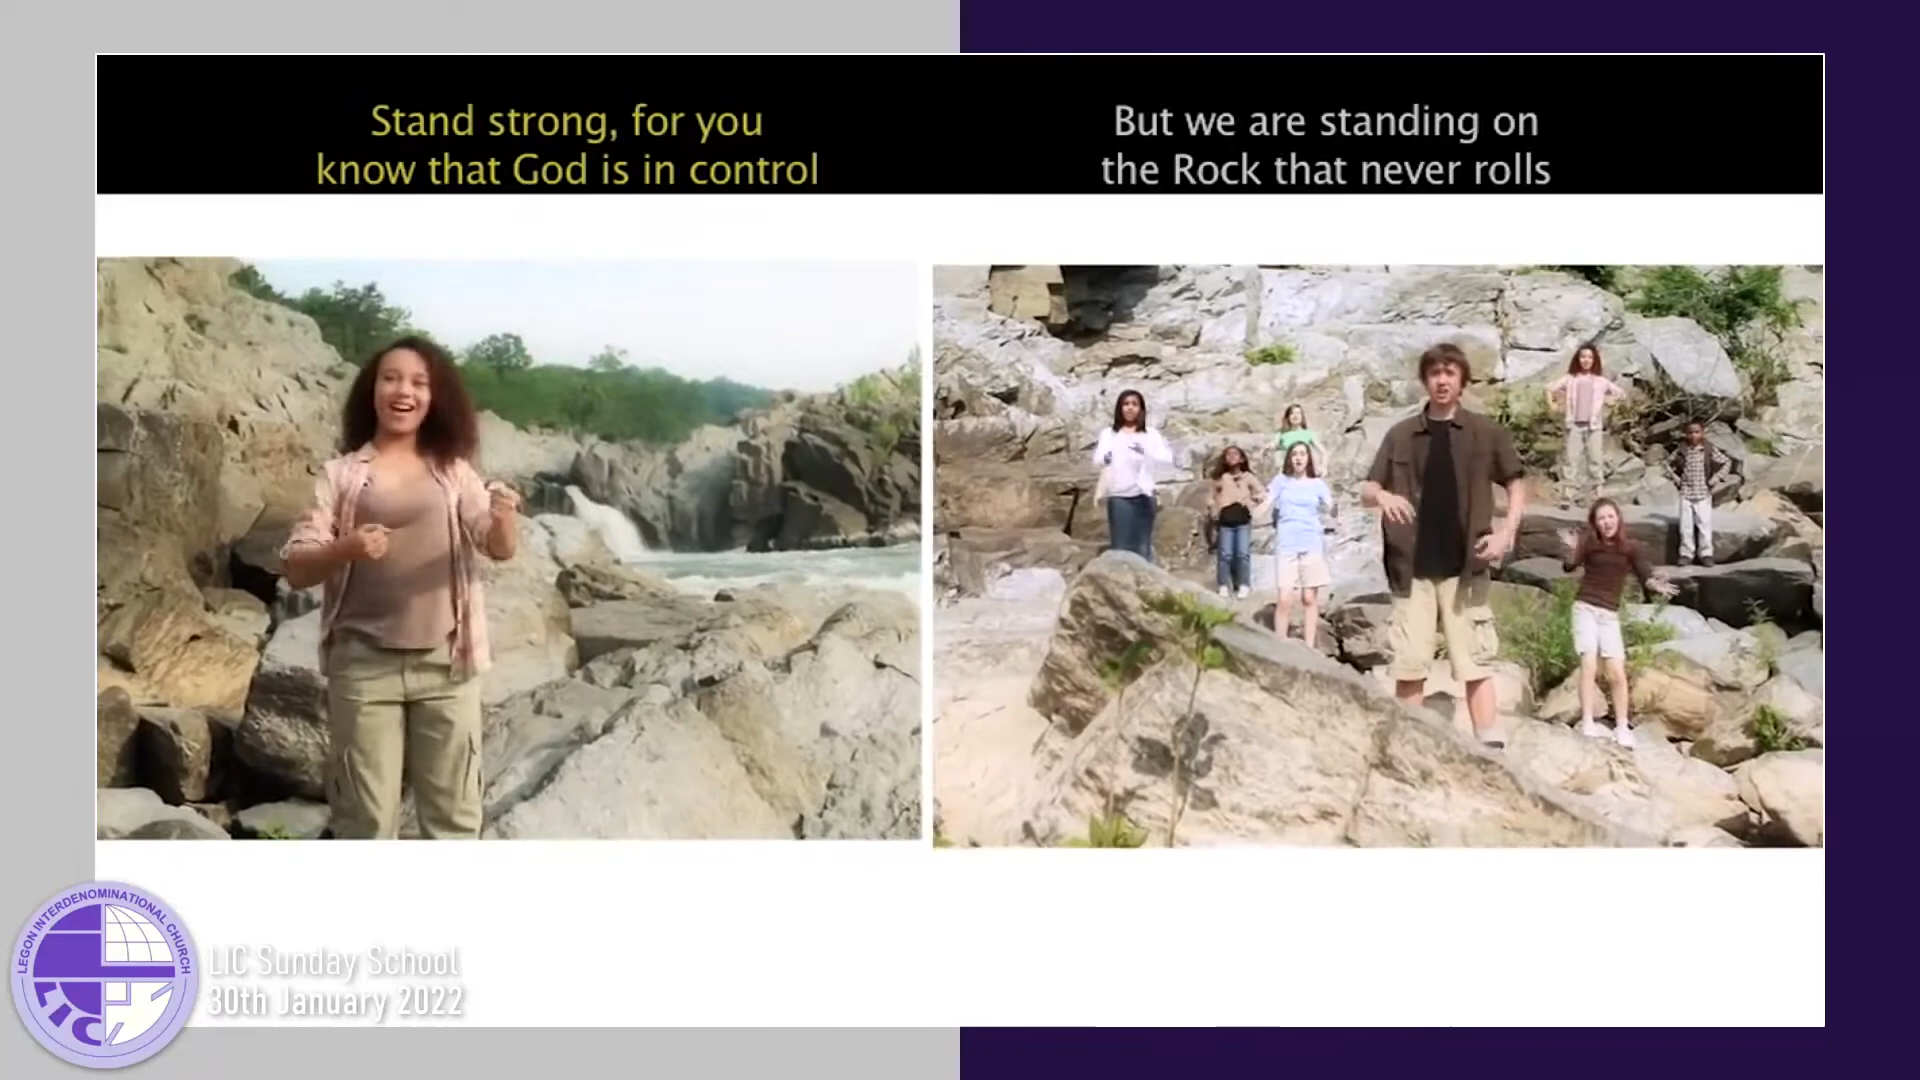 Stand strong, for you
know that God is in control
But we are standing on
the Rock that never rolls
LEGON INTERDENOMINATIONAL CHURCH
LIC
LIC Sunday School
30th January 2022